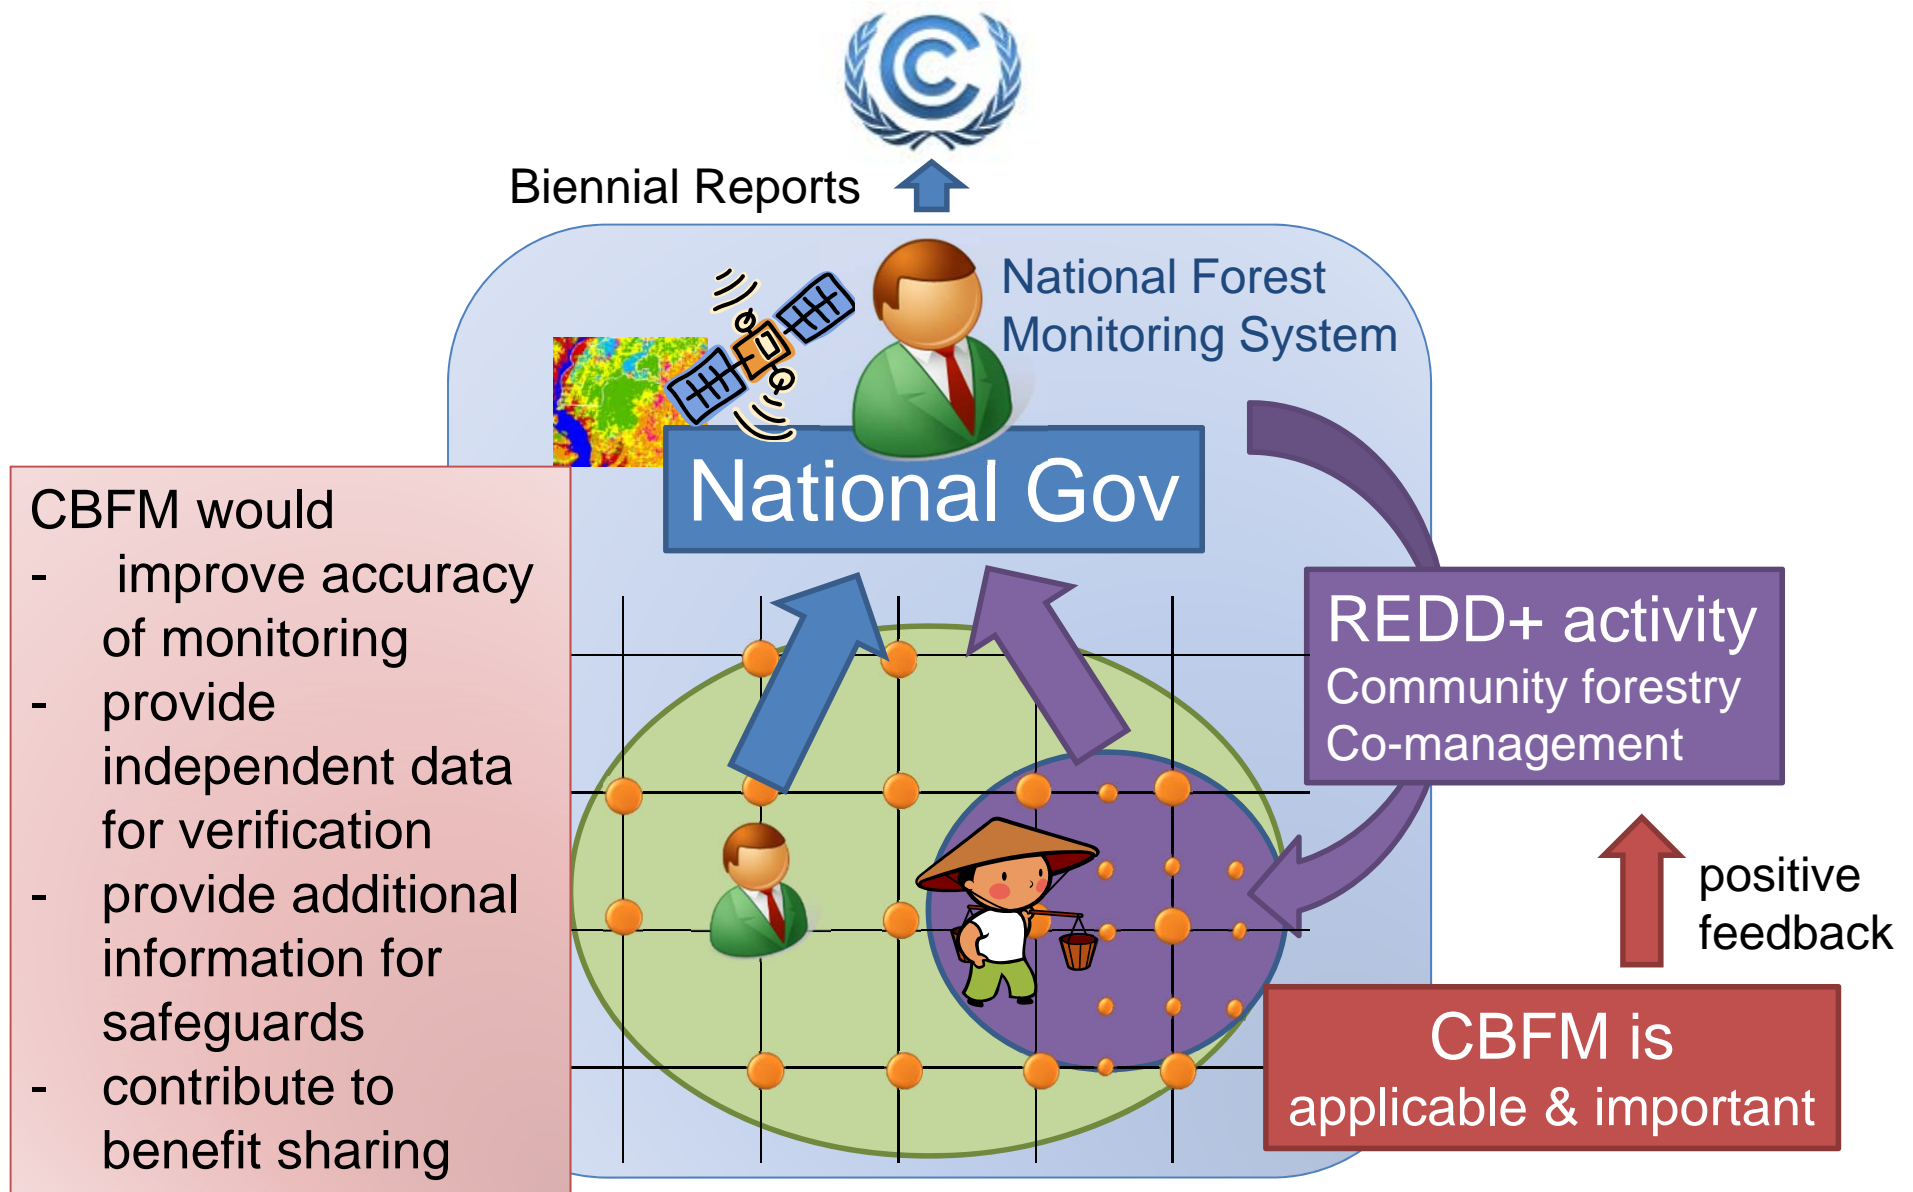 Biennial Reports
National Forest
Monitoring System
National Gov
CBFM would
- improve accuracy
of monitoring
- provide
independent data
for verification
- provide additional
information for
safeguards
- contribute to
benefit sharing
REDD+ activity
Community forestry
Co-management
positive
feedback
CBFM is
applicable & important